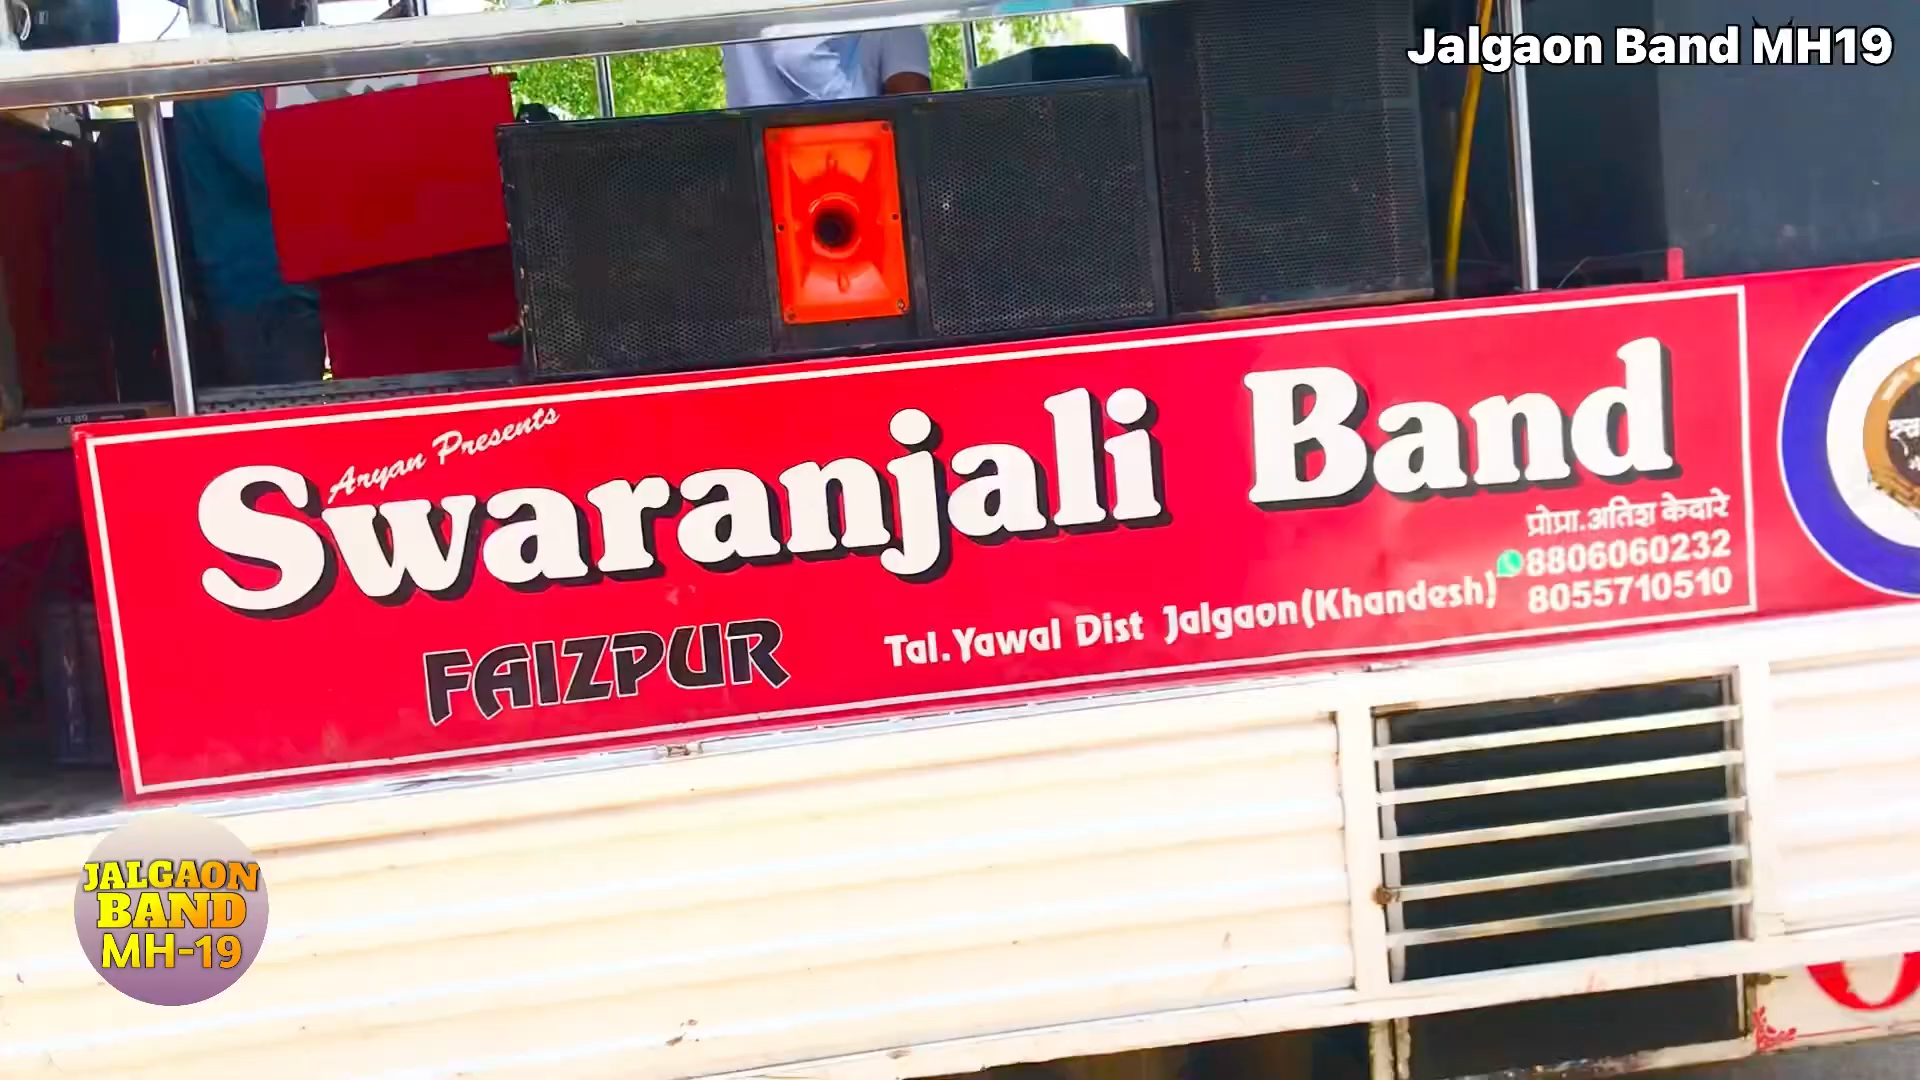 Jalgaon Band MH19
Aryan Presents
Swaranjali Band
प्रोप्रा.अतिश केदारे
8806060232
8055710510
FAIZPUR
Tal.Yawal Dist Jalgaon(Khandesh)
JALGAON
BAND
MH-19